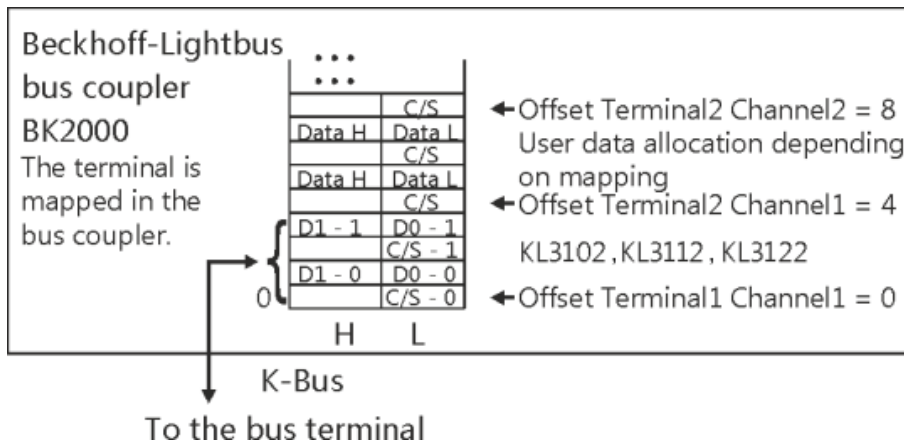 Beckhoff-Lightbus
bus coupler
BK2000
The terminal is
mapped in the
bus coupler.
C/S
Data H Data L
C/S
Data H Data L
C/S
D1 - 1 D0 - 1
C/S - 1
D1 - 0 D0 - 0
0 C/S - 0
H L
Offset Terminal2 Channel2 = 8
User data allocation depending
on mapping
Offset Terminal2 Channel1 = 4
KL3102 , KL3112 , KL3122
Offset Terminal1 Channel1 = 0
K-Bus
To the bus terminal